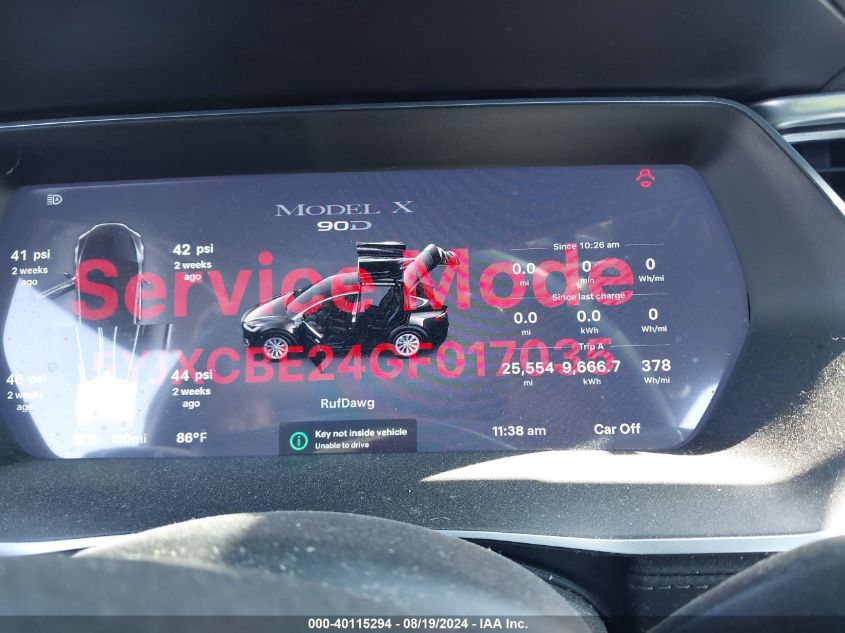 MODEL X
90D
Service Mode
5YJXCBE24GF017035
41 psi
2 weeks
ago
42 psi
2 weeks
ago
46 psi
2 weeks
ago
44 psi
2 weeks
ago
Since 10:26 am
0.0 0 0
mi min Wh/mi
Since last charge
0.0 0.0 0
mi kWh Wh/mi
Trip A
25,554 9,666.7 378
mi kWh Wh/mi
RufDawg
180mi 86°F
Key not inside vehicle
Unable to drive
11:38 am Car Off
000-40115294 - 08/19/2024 - IAA Inc.